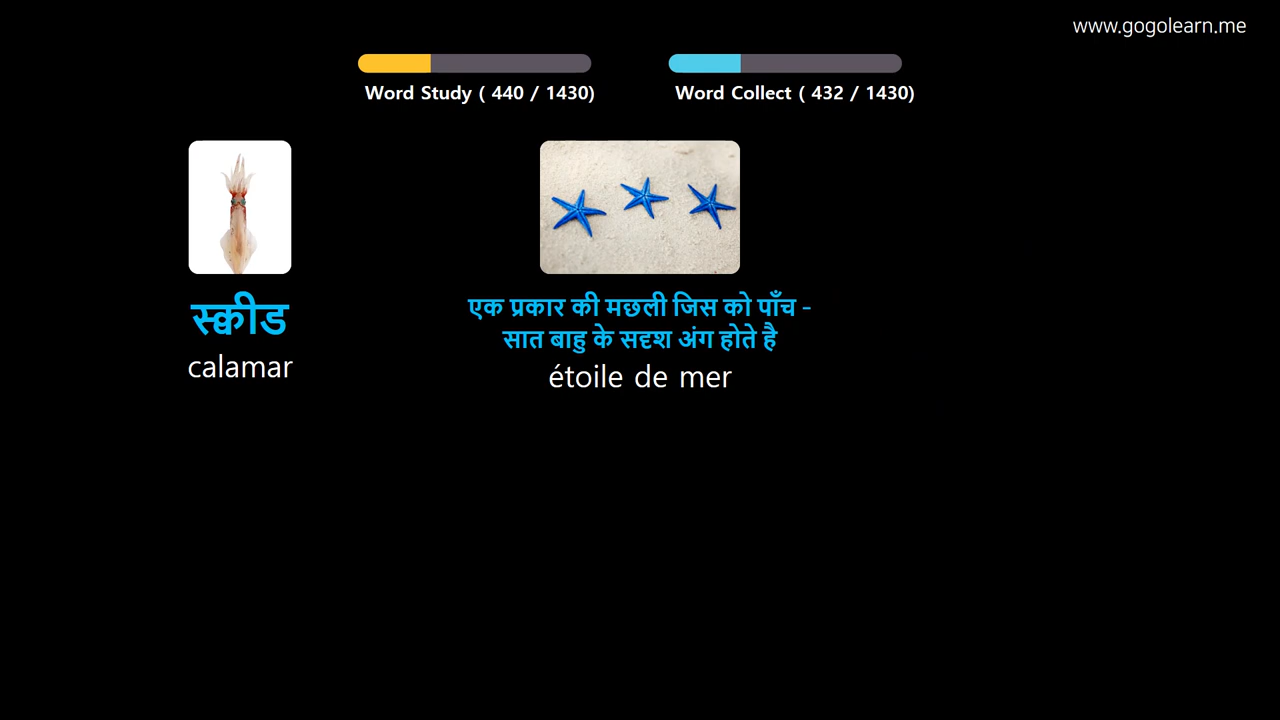 www.gogolearn.me
Word Study ( 440 / 1430)
Word Collect ( 432 / 1430)
स्क्वीड
calamar
एक प्रकार की मछली जिस को पाँच -
सात बाहु के सदृश अंग होते है
étoile de mer